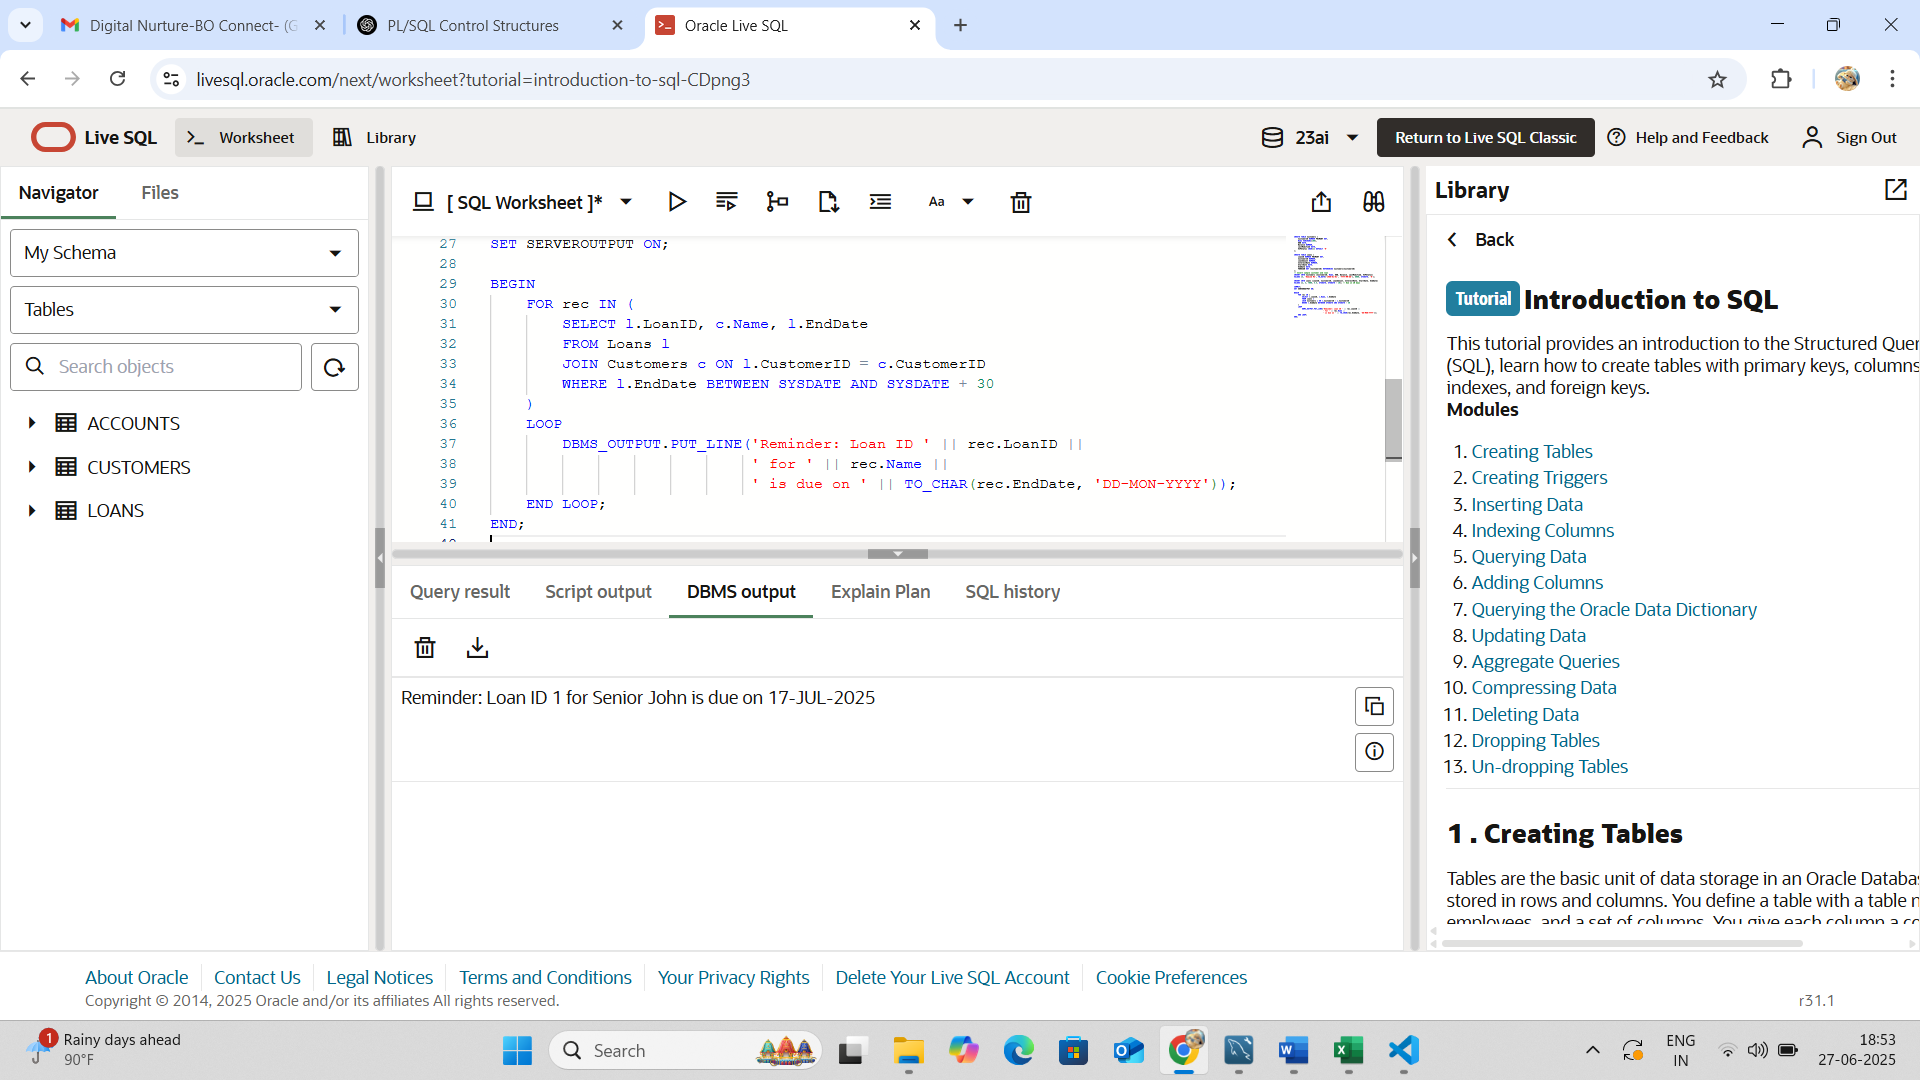 Digital Nurture-BO Connect- (G
PL/SQL Control Structures
Oracle Live SQL
livesql.oracle.com/next/worksheet?tutorial=introduction-to-sql-CDpng3
Live SQL
Worksheet
Library
23ai
Return to Live SQL Classic
Help and Feedback
Sign Out
Navigator
Files
My Schema
Tables
Search objects
ACCOUNTS
CUSTOMERS
LOANS
[ SQL Worksheet ]*
Aa
27 SET SERVEROUTPUT ON;
28
29 BEGIN
30 FOR rec IN (
31 SELECT l.LoanID, c.Name, l.EndDate
32 FROM Loans l
33 JOIN Customers c ON l.CustomerID = c.CustomerID
34 WHERE l.EndDate BETWEEN SYSDATE AND SYSDATE + 30
35 )
36 LOOP
37 DBMS_OUTPUT.PUT_LINE('Reminder: Loan ID ' || rec.LoanID ||
38 ' for ' || rec.Name ||
39 ' is due on ' || TO_CHAR(rec.EndDate, 'DD-MON-YYYY'));
40 END LOOP;
41 END;
Query result
Script output
DBMS output
Explain Plan
SQL history
Reminder: Loan ID 1 for Senior John is due on 17-JUL-2025
Library
Back
Tutorial Introduction to SQL
This tutorial provides an introduction to the Structured Quer
(SQL), learn how to create tables with primary keys, columns
indexes, and foreign keys.
Modules
1. Creating Tables
2. Creating Triggers
3. Inserting Data
4. Indexing Columns
5. Querying Data
6. Adding Columns
7. Querying the Oracle Data Dictionary
8. Updating Data
9. Aggregate Queries
10. Compressing Data
11. Deleting Data
12. Dropping Tables
13. Un-dropping Tables
1 . Creating Tables
Tables are the basic unit of data storage in an Oracle Databas
stored in rows and columns. You define a table with a table n
employees, and a set of columns. You give each column a co
About Oracle
Contact Us
Legal Notices
Terms and Conditions
Your Privacy Rights
Delete Your Live SQL Account
Cookie Preferences
Copyright © 2014, 2025 Oracle and/or its affiliates All rights reserved.
r31.1
1
Rainy days ahead
90°F
Search
ENG
IN
18:53
27-06-2025